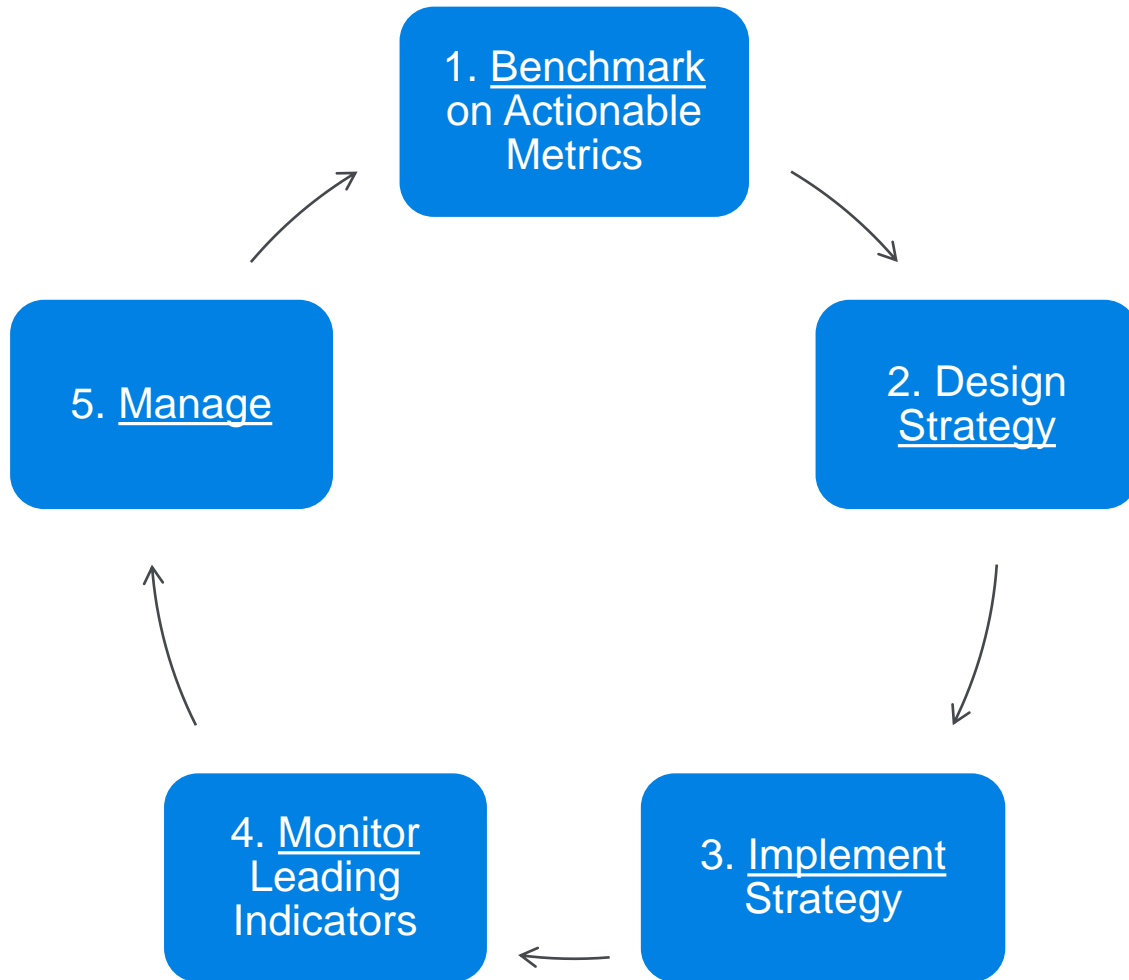 1. Benchmark
on Actionable
Metrics
2. Design
Strategy
3. Implement
Strategy
4. Monitor
Leading
Indicators
5. Manage